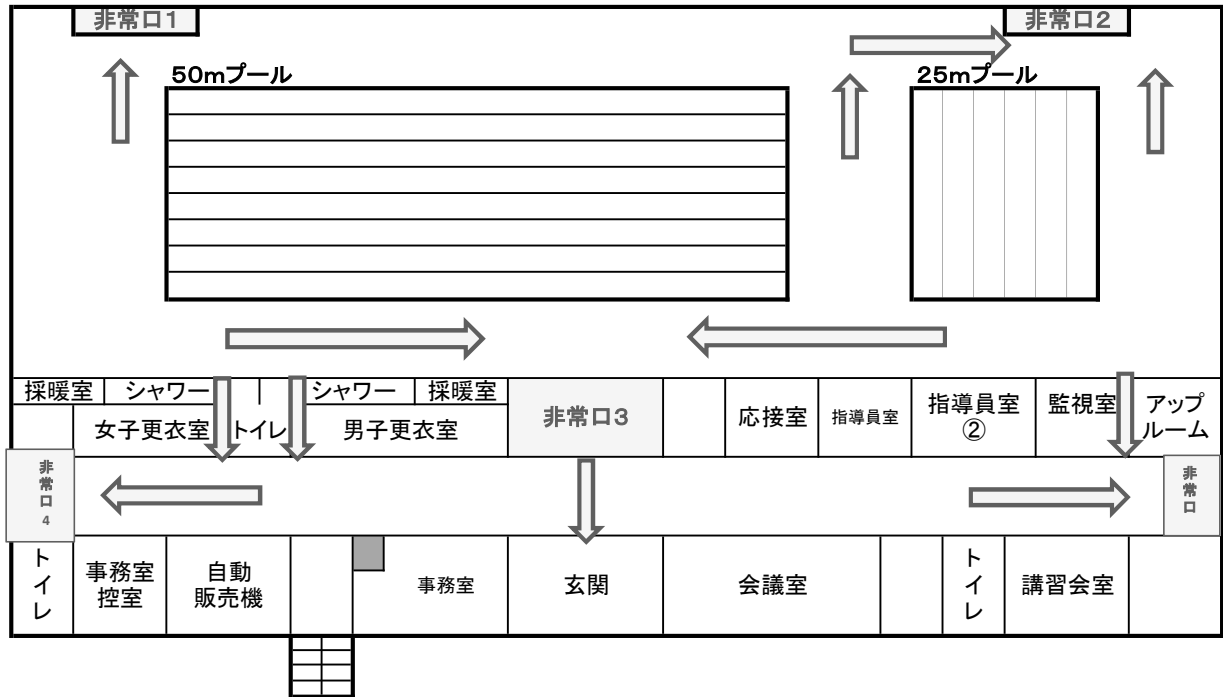 非常口1
非常口2
50mプール
25mプール
採暖室
シャワー
シャワー
採暖室
女子更衣室
トイレ
男子更衣室
非常口3
応接室
指導員室
指導員室
②
監視室
アップ
ルーム
非
常
口
4
非
常
口
ト
イ
レ
事務室
控室
自動
販売機
事務室
玄関
会議室
ト
イ
レ
講習会室